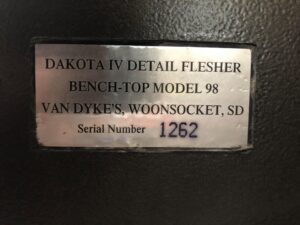 DAKOTA IV DETAIL FLESHER
BENCH-TOP MODEL 98
VAN DYKE'S, WOONSOCKET, SD
Serial Number 1262